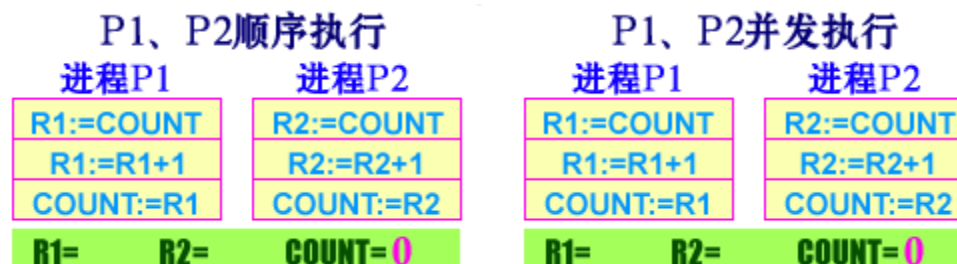 P1、P2顺序执行
进程P1 进程P2
R1:=COUNT R2:=COUNT
R1:=R1+1 R2:=R2+1
COUNT:=R1 COUNT:=R2
R1= R2= COUNT=0
P1、P2并发执行
进程P1 进程P2
R1:=COUNT R2:=COUNT
R1:=R1+1 R2:=R2+1
COUNT:=R1 COUNT:=R2
R1= R2= COUNT=0